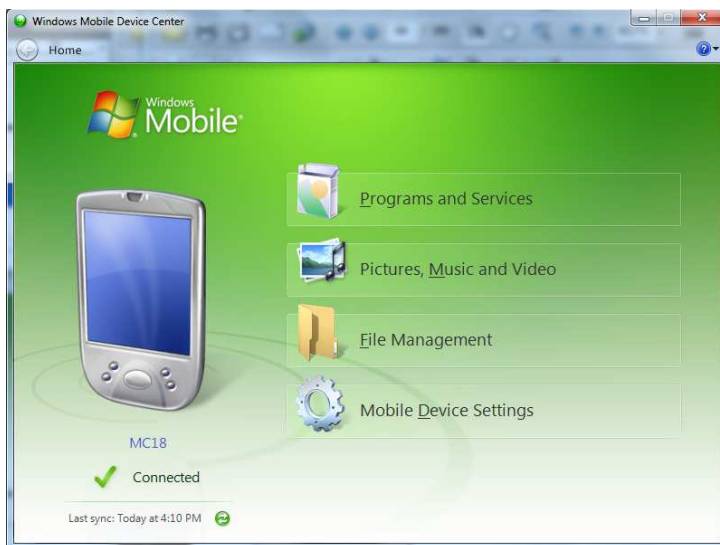 Windows Mobile Device Center
Home
Windows
Mobile
Programs and Services
Pictures, Music and Video
File Management
Mobile Device Settings
MC18
Connected
Last sync: Today at 4:10 PM